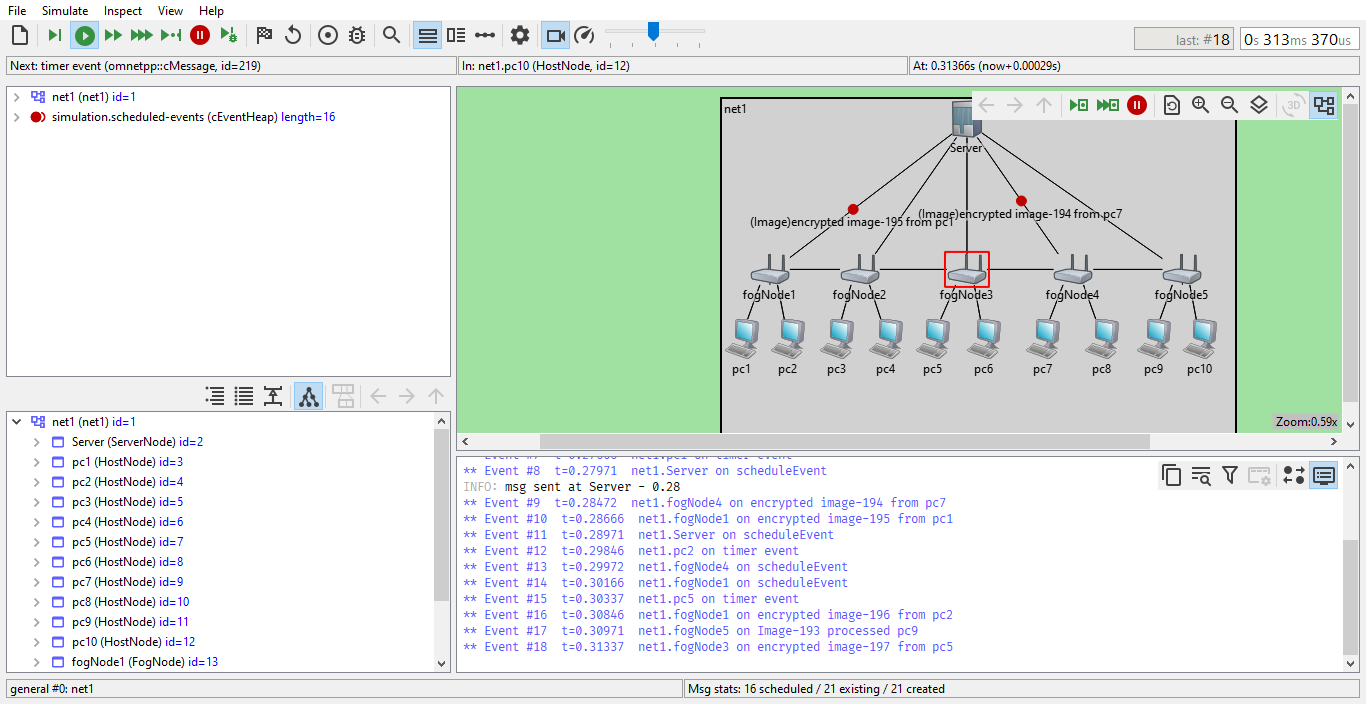 File Simulate Inspect View Help
last: #18 0s 313ms 370us
Next: timer event (omnetpp::cMessage, id=219) In: net1.pc10 (HostNode, id=12) At: 0.31366s (now+0.00029s)
net1 (net1) id=1
simulation.scheduled-events (cEventHeap) length=16
net1
3D
Server
(Image)encrypted image-195 from pc1
(Image)encrypted image-194 from pc7
fogNode1 fogNode2 fogNode3 fogNode4 fogNode5
pc1 pc2 pc3 pc4 pc5 pc6 pc7 pc8 pc9 pc10
Zoom:0.59x
net1 (net1) id=1
Server (ServerNode) id=2
pc1 (HostNode) id=3
pc2 (HostNode) id=4
pc3 (HostNode) id=5
pc4 (HostNode) id=6
pc5 (HostNode) id=7
pc6 (HostNode) id=8
pc7 (HostNode) id=9
pc8 (HostNode) id=10
pc9 (HostNode) id=11
pc10 (HostNode) id=12
fogNode1 (FogNode) id=13
** Event #8 t=0.27971 net1.Server on scheduleEvent
INFO: msg sent at Server - 0.28
** Event #9 t=0.28472 net1.fogNode4 on encrypted image-194 from pc7
** Event #10 t=0.28666 net1.fogNode1 on encrypted image-195 from pc1
** Event #11 t=0.28971 net1.Server on scheduleEvent
** Event #12 t=0.29846 net1.pc2 on timer event
** Event #13 t=0.29972 net1.fogNode4 on scheduleEvent
** Event #14 t=0.30166 net1.fogNode1 on scheduleEvent
** Event #15 t=0.30337 net1.pc5 on timer event
** Event #16 t=0.30846 net1.fogNode1 on encrypted image-196 from pc2
** Event #17 t=0.30971 net1.fogNode5 on Image-193 processed pc9
** Event #18 t=0.31337 net1.fogNode3 on encrypted image-197 from pc5
general #0: net1 Msg stats: 16 scheduled / 21 existing / 21 created